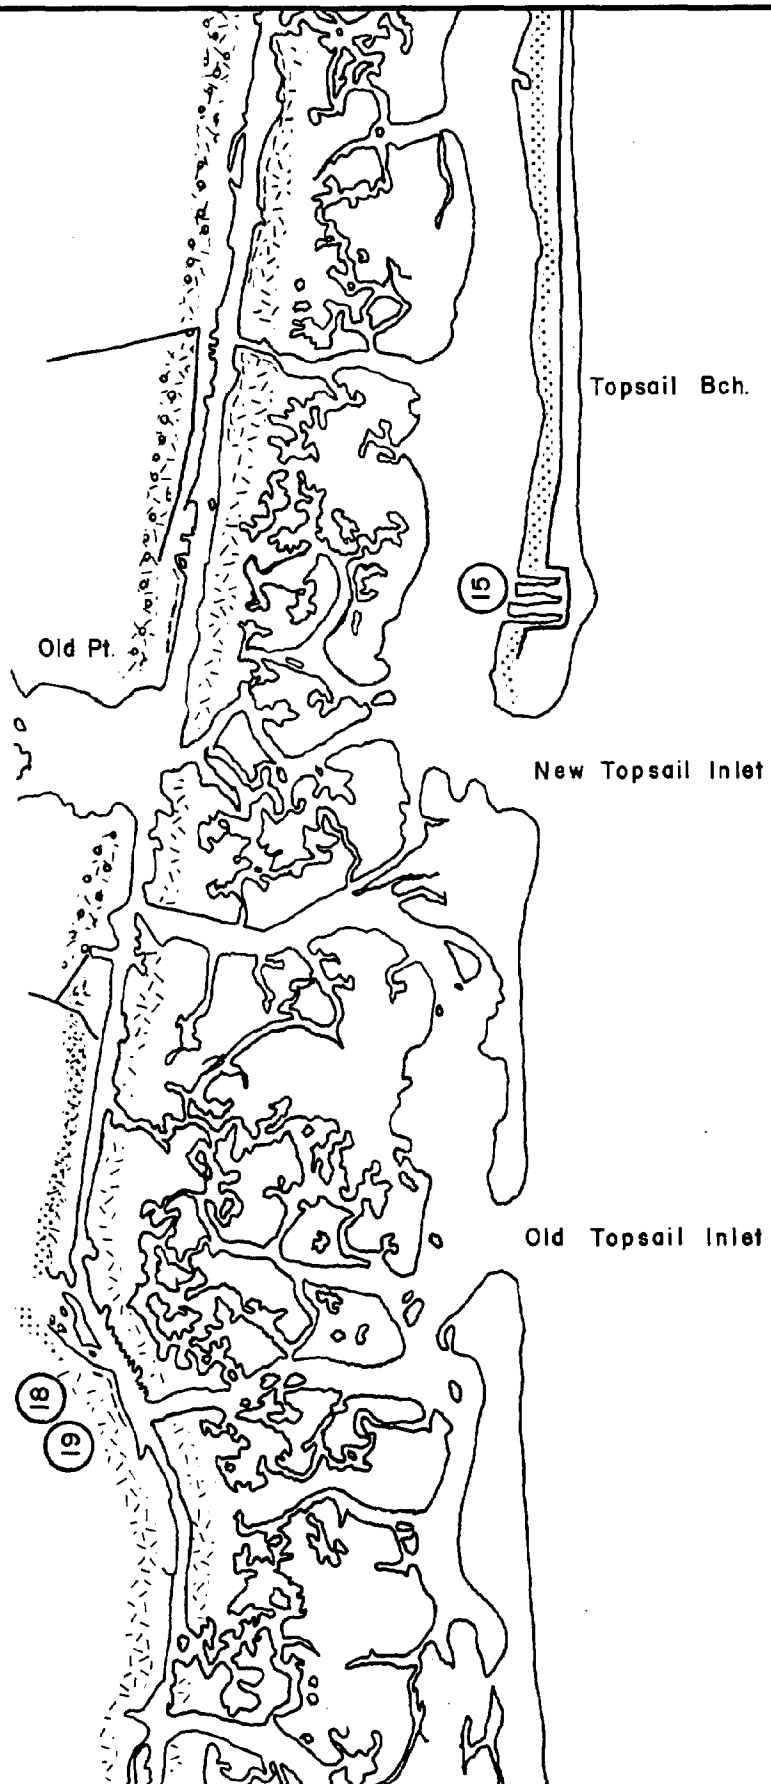 Topsail Bch.
15
Old Pt.
New Topsail Inlet
Old Topsail Inlet
18
19